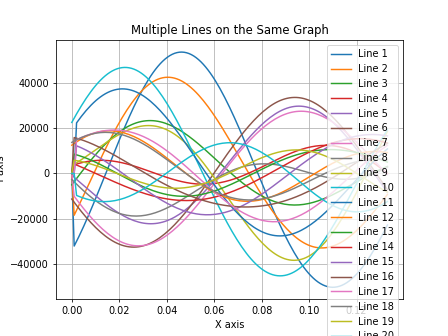 Multiple Lines on the Same Graph
40000
20000
0
−20000
−40000
0.00
0.02
0.04
0.06
0.08
0.10
X axis
axis
Line 1
Line 2
Line 3
Line 4
Line 5
Line 6
Line 7
Line 8
Line 9
Line 10
Line 11
Line 12
Line 13
Line 14
Line 15
Line 16
Line 17
Line 18
Line 19
Line 20